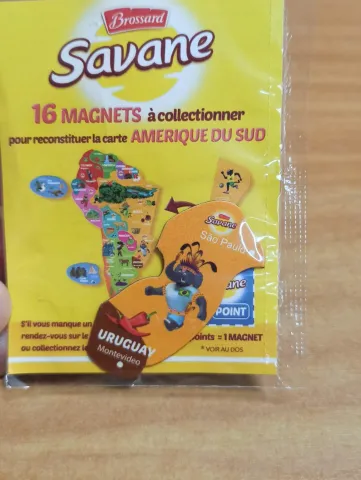 Brossard
Savane
16 MAGNETS à collectionner
pour reconstituer la carte AMERIQUE DU SUD
Savane
São Paulo
POINT
S'il vous manque un
rendez-vous sur le points = 1 MAGNET
ou collectionnez le * VOIR AU DOS
URUGUAY
Montevideo